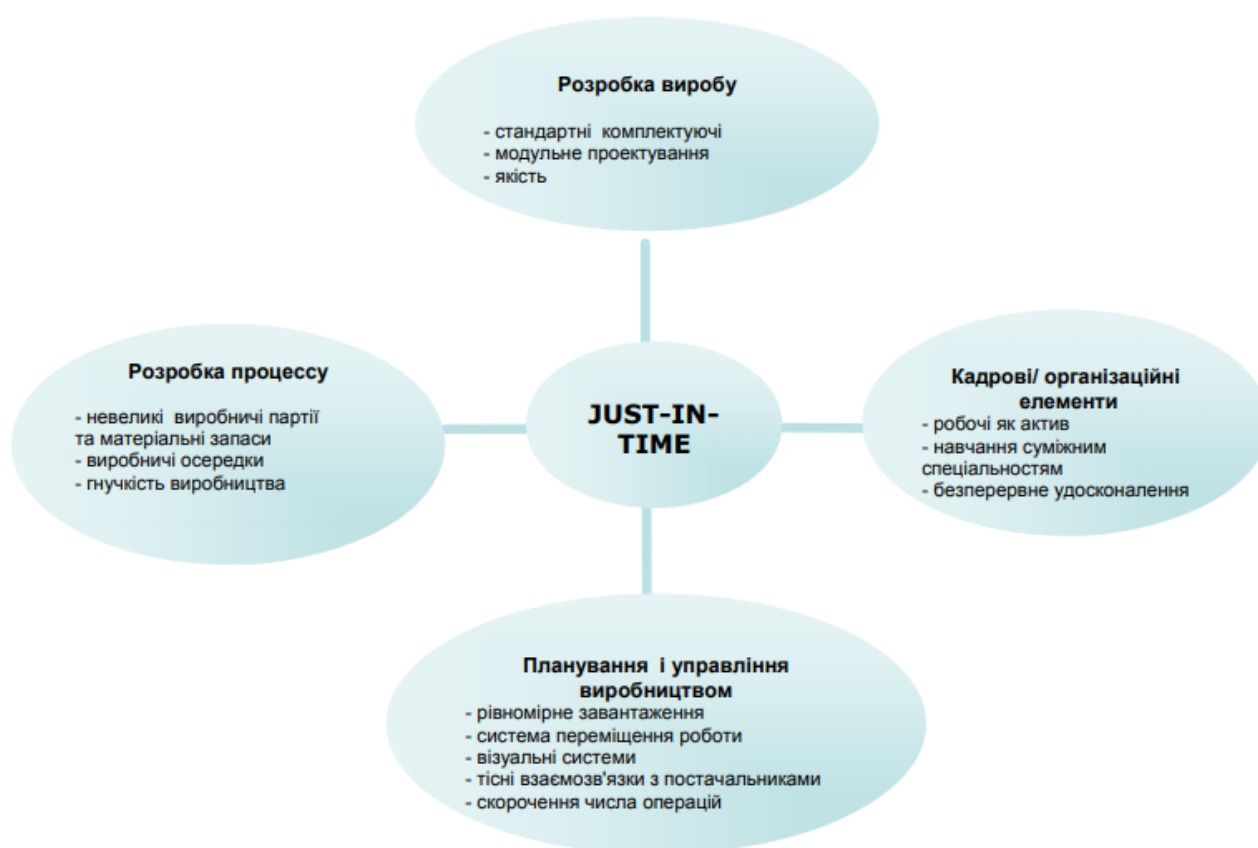 Розробка виробу
- стандартні комплектуючі
- модульне проектування
- якість
Розробка процессу
- невеликі виробничі партії
та матеріальні запаси
- виробничі осередки
- гнучкість виробництва
JUST-IN-
TIME
Кадрові/ організаційні
елементи
- робочі як актив
- навчання суміжним
спеціальностям
- безперервне удосконалення
Планування і управління
виробництвом
- рівномірне завантаження
- система переміщення роботи
- візуальні системи
- тісні взаємозв'язки з постачальниками
- скорочення числа операцій